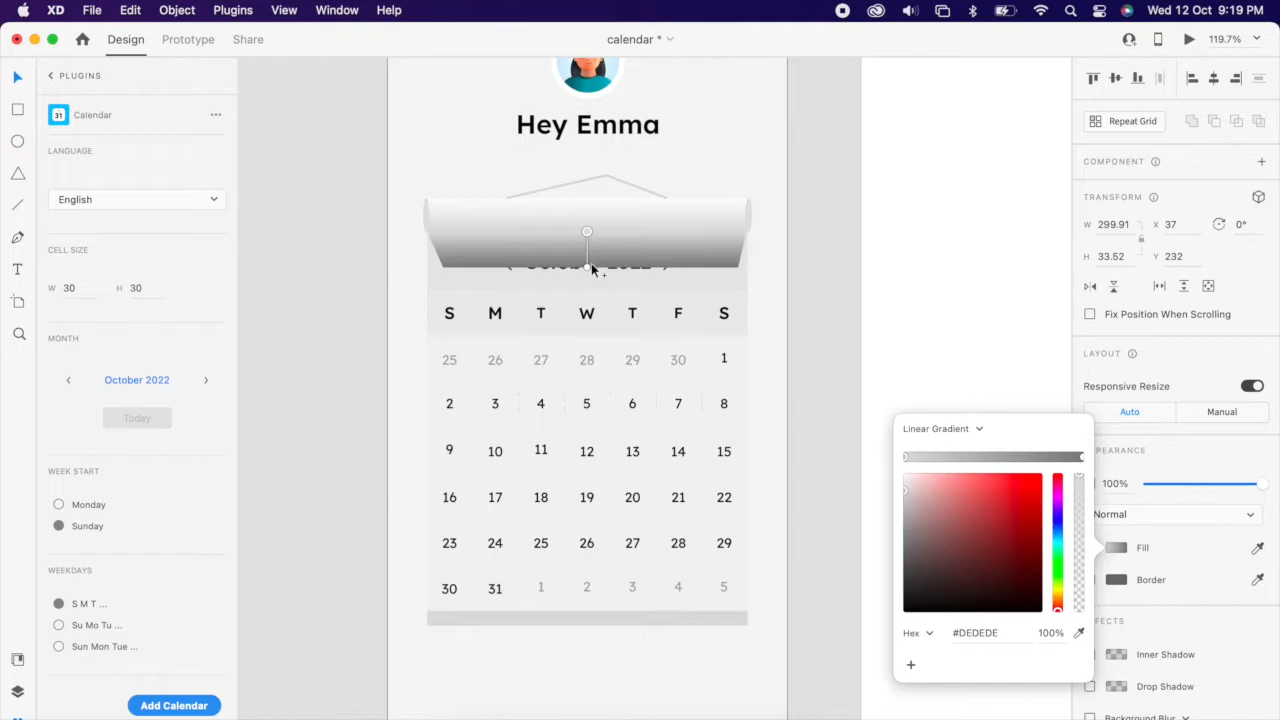 XD File Edit Object Plugins View Window Help Wed 12 Oct 9:19 PM
Design Prototype Share calendar * 119.7%
PLUGINS
31 Calendar
LANGUAGE
English
CELL SIZE
W 30 H 30
MONTH
October 2022
Today
WEEK START
Monday
Sunday
WEEKDAYS
S M T ...
Su Mo Tu ...
Sun Mon Tue ...
Add Calendar
Hey Emma
S M T W T F S
25 26 27 28 29 30 1
2 3 4 5 6 7 8
9 10 11 12 13 14 15
16 17 18 19 20 21 22
23 24 25 26 27 28 29
30 31 1 2 3 4 5
Repeat Grid
COMPONENT
TRANSFORM
W 299.91 X 37 0°
H 33.52 Y 232
Fix Position When Scrolling
LAYOUT
Responsive Resize
Auto Manual
PEARANCE
100%
Normal
Fill
Border
FECTS
Inner Shadow
Drop Shadow
Background Blur
Linear Gradient
Hex #DEDEDE 100%